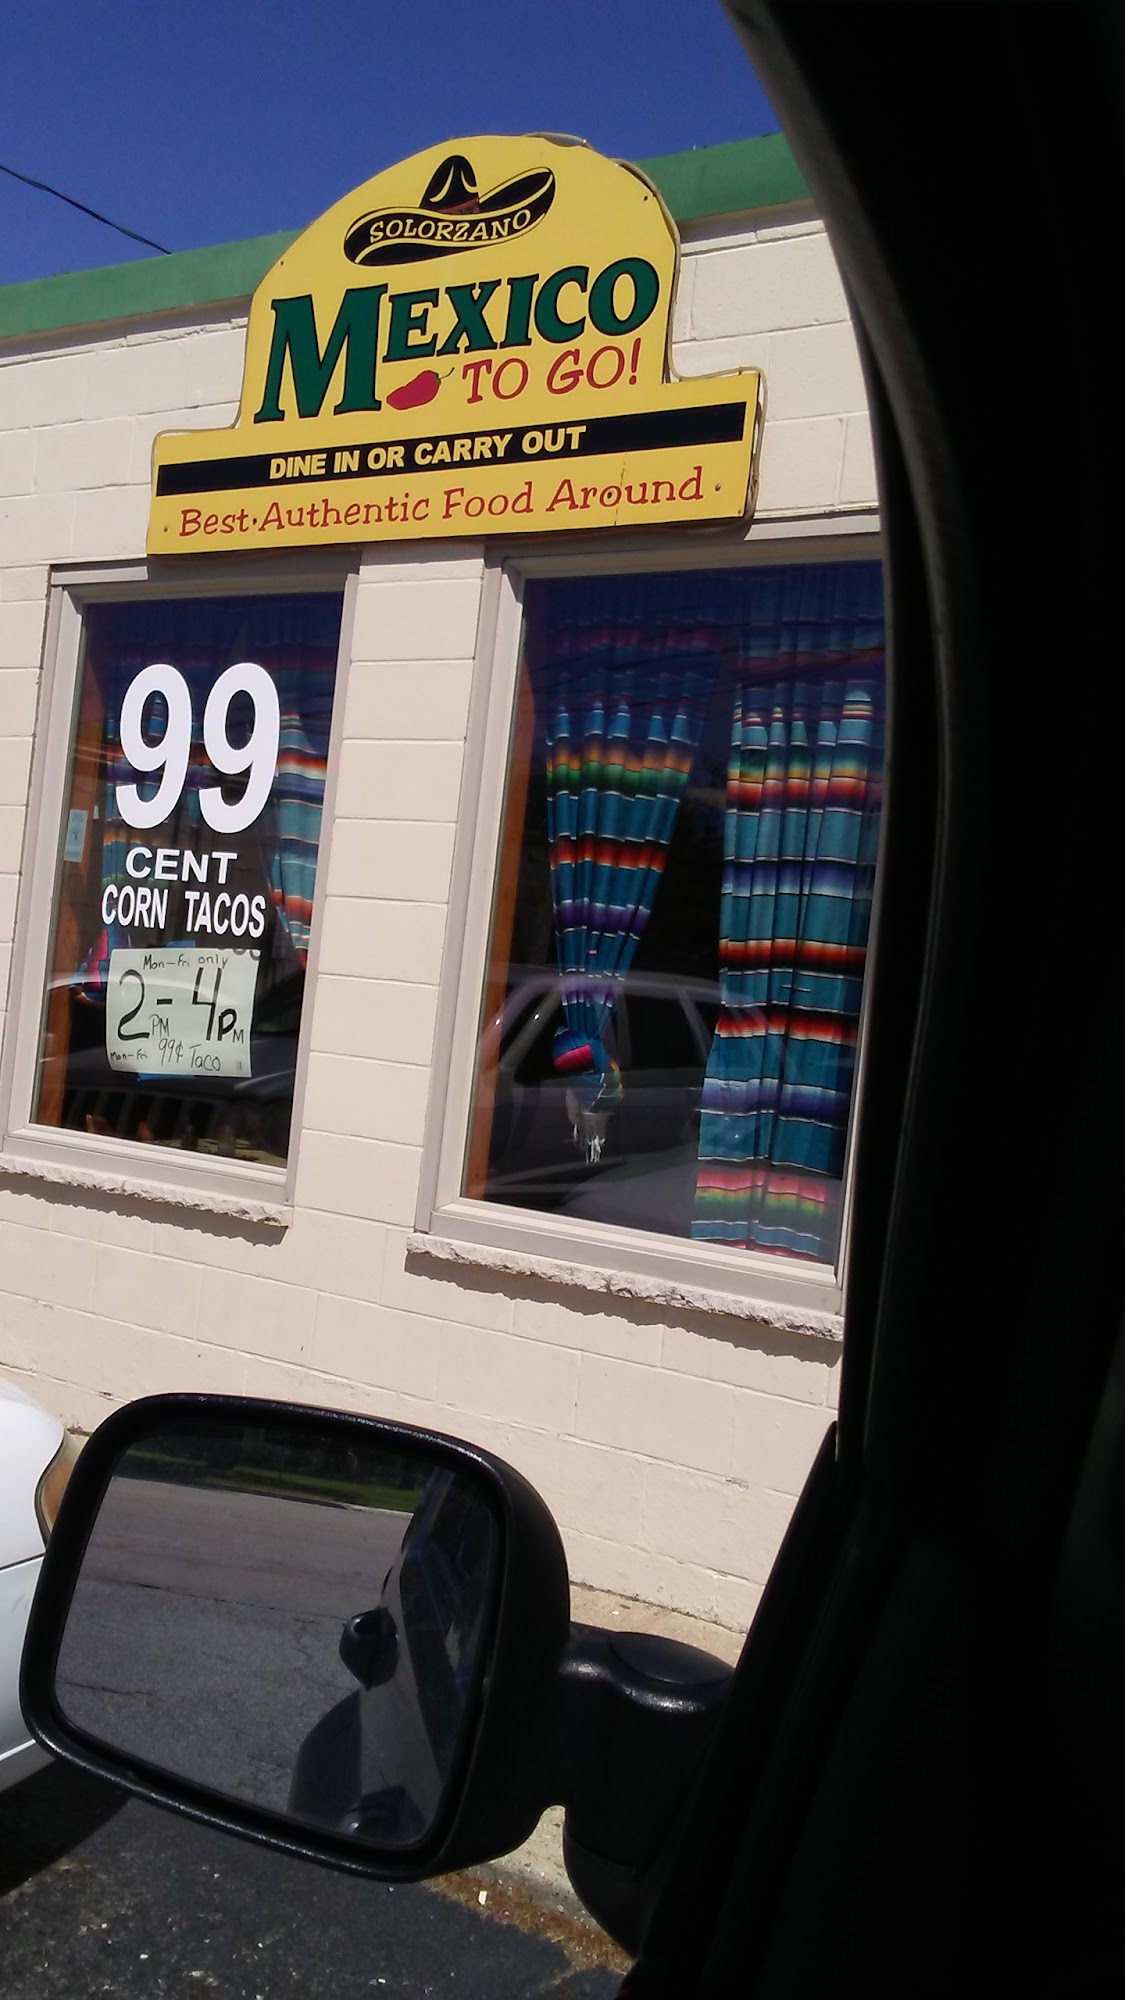 SOLORZANO
MEXICO
TO GO!
DINE IN OR CARRY OUT
Best Authentic Food Around
99
CENT
CORN TACOS
Mon-Fri only
2PM-4PM
Mon-Fri 99¢ Taco